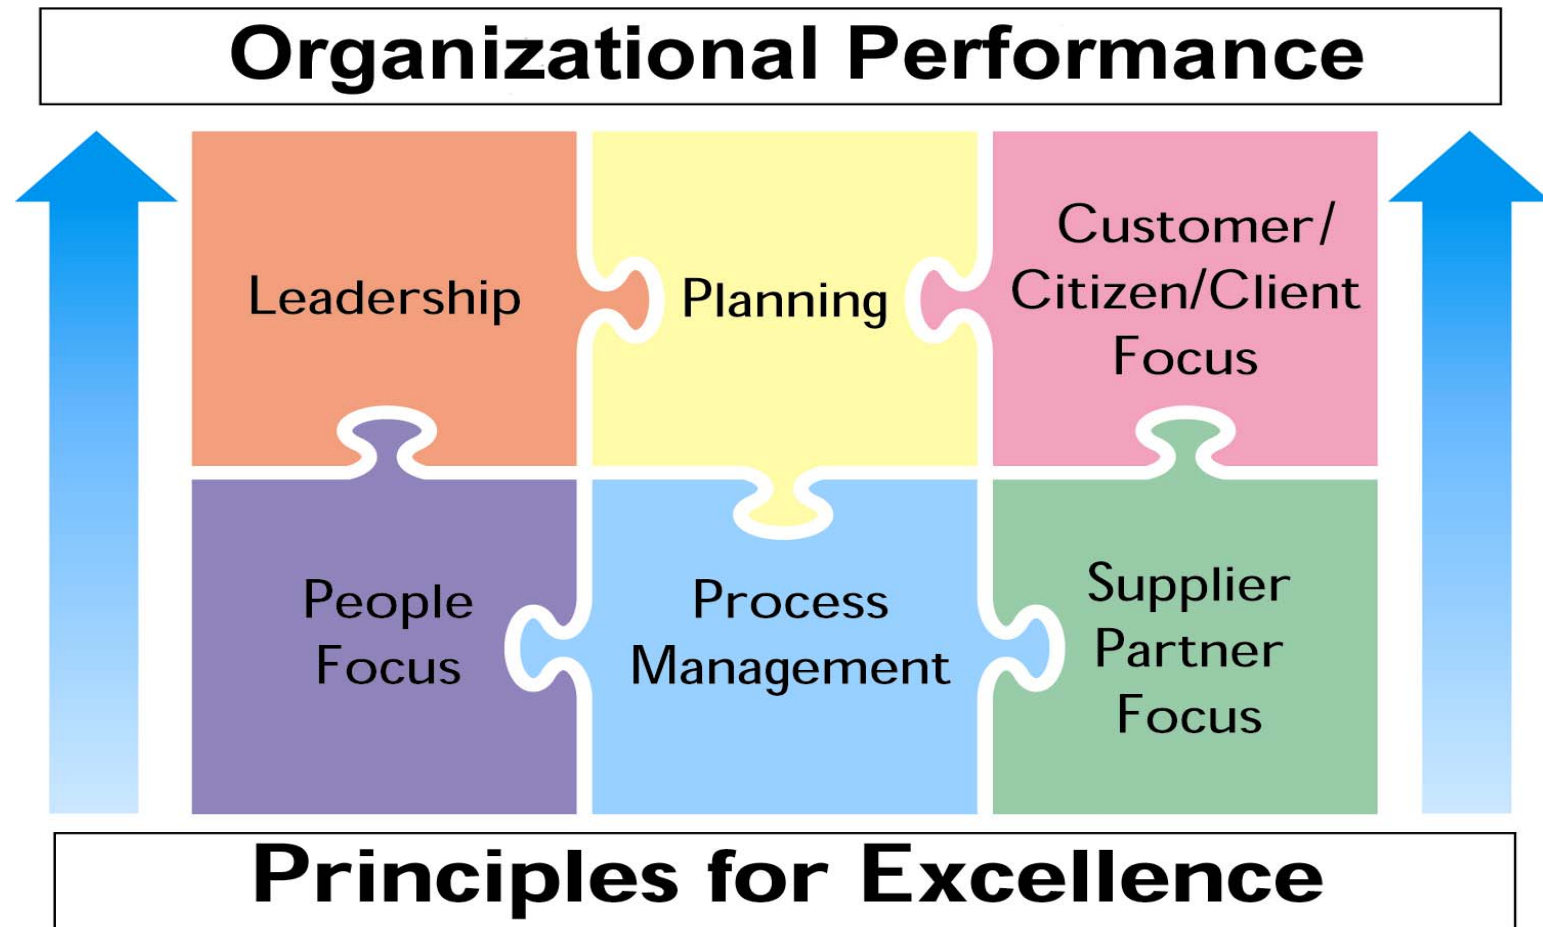 Organizational Performance
Leadership
Planning
Customer/
Citizen/Client
Focus
People
Focus
Process
Management
Supplier
Partner
Focus
Principles for Excellence